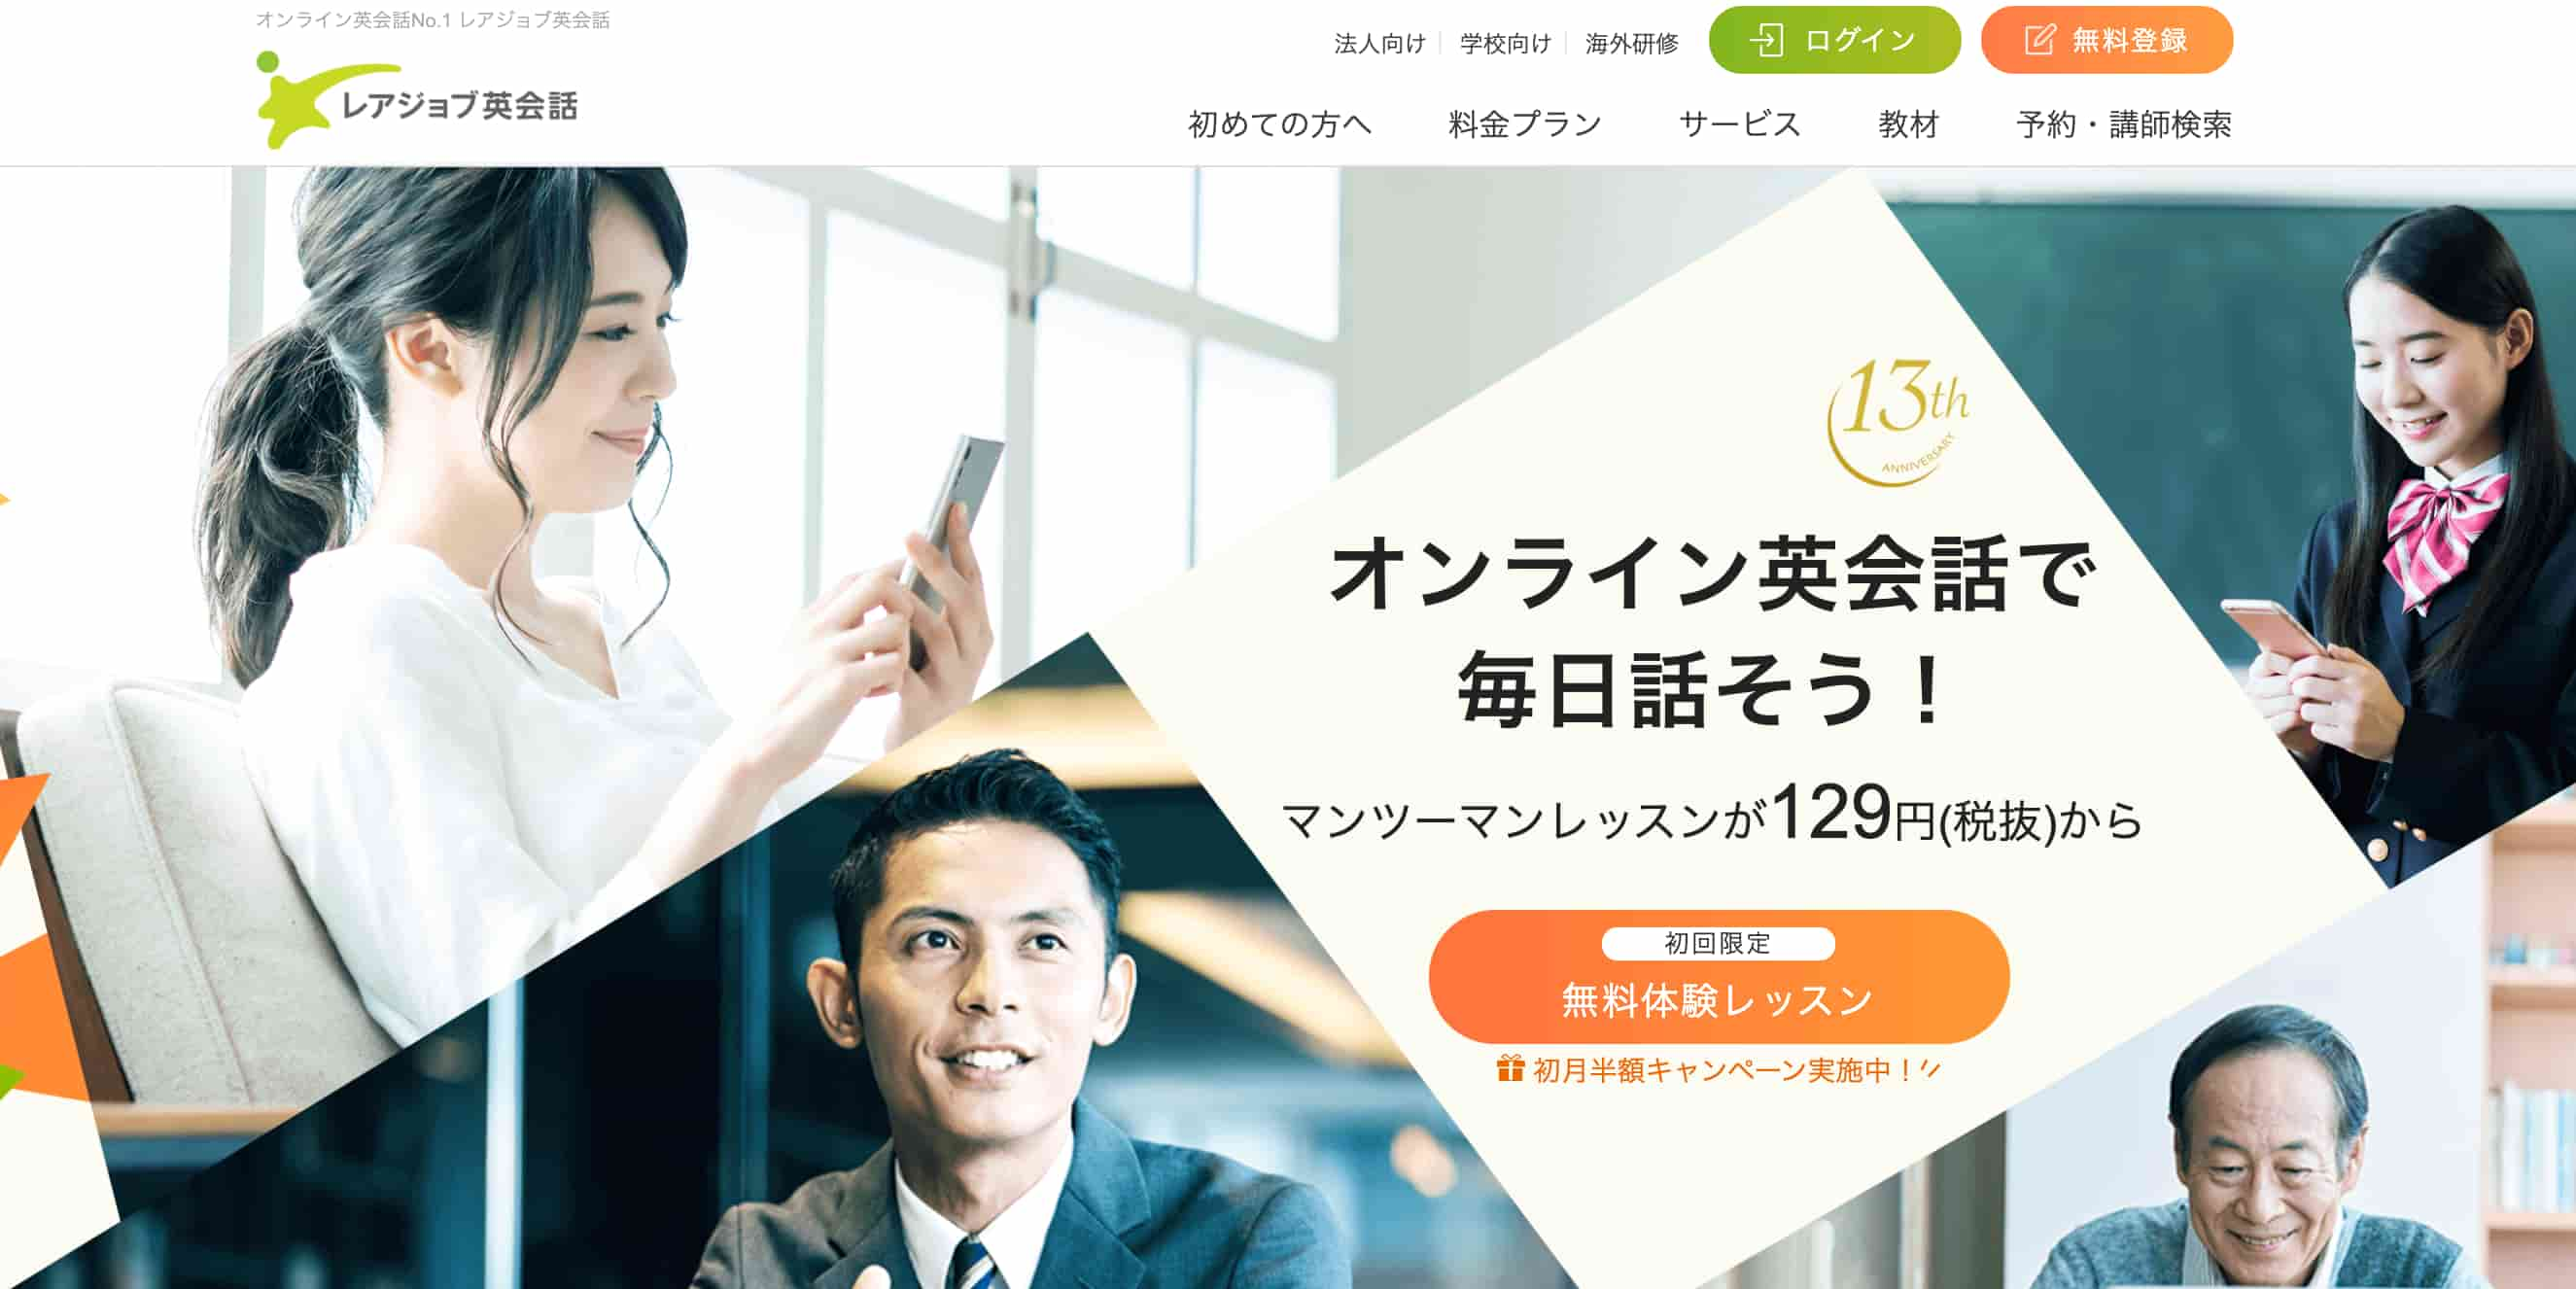 オンライン英会話No.1 レアジョブ英会話
レアジョブ英会話
法人向け
学校向け
海外研修
ログイン
無料登録
初めての方へ
料金プラン
サービス
教材
予約・講師検索
13th
ANNIVERSARY
オンライン英会話で
毎日話そう！
マンツーマンレッスンが129円(税抜)から
初回限定
無料体験レッスン
初月半額キャンペーン実施中！